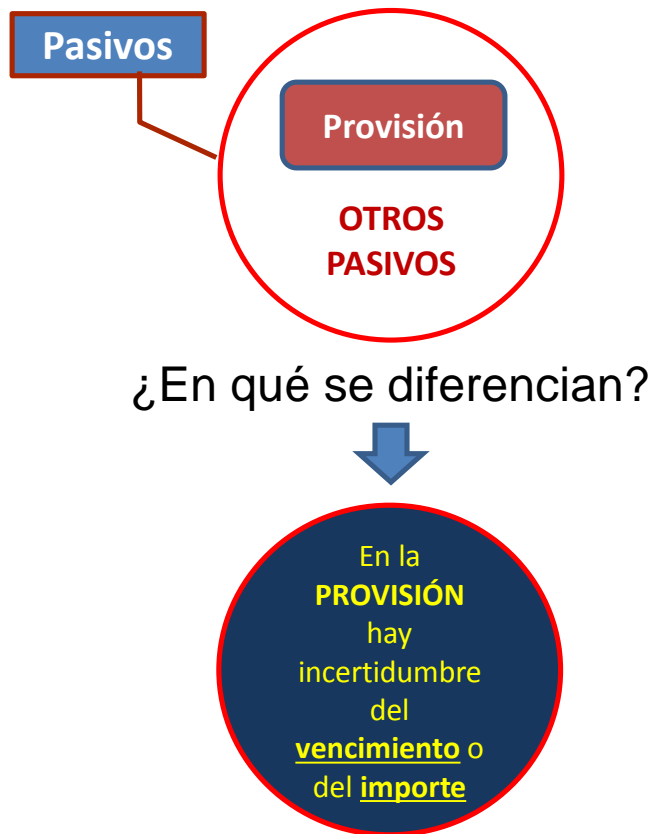 Pasivos
Provisión
OTROS
PASIVOS
¿En qué se diferencian?
En la
PROVISIÓN
hay
incertidumbre
del
vencimiento o
del importe